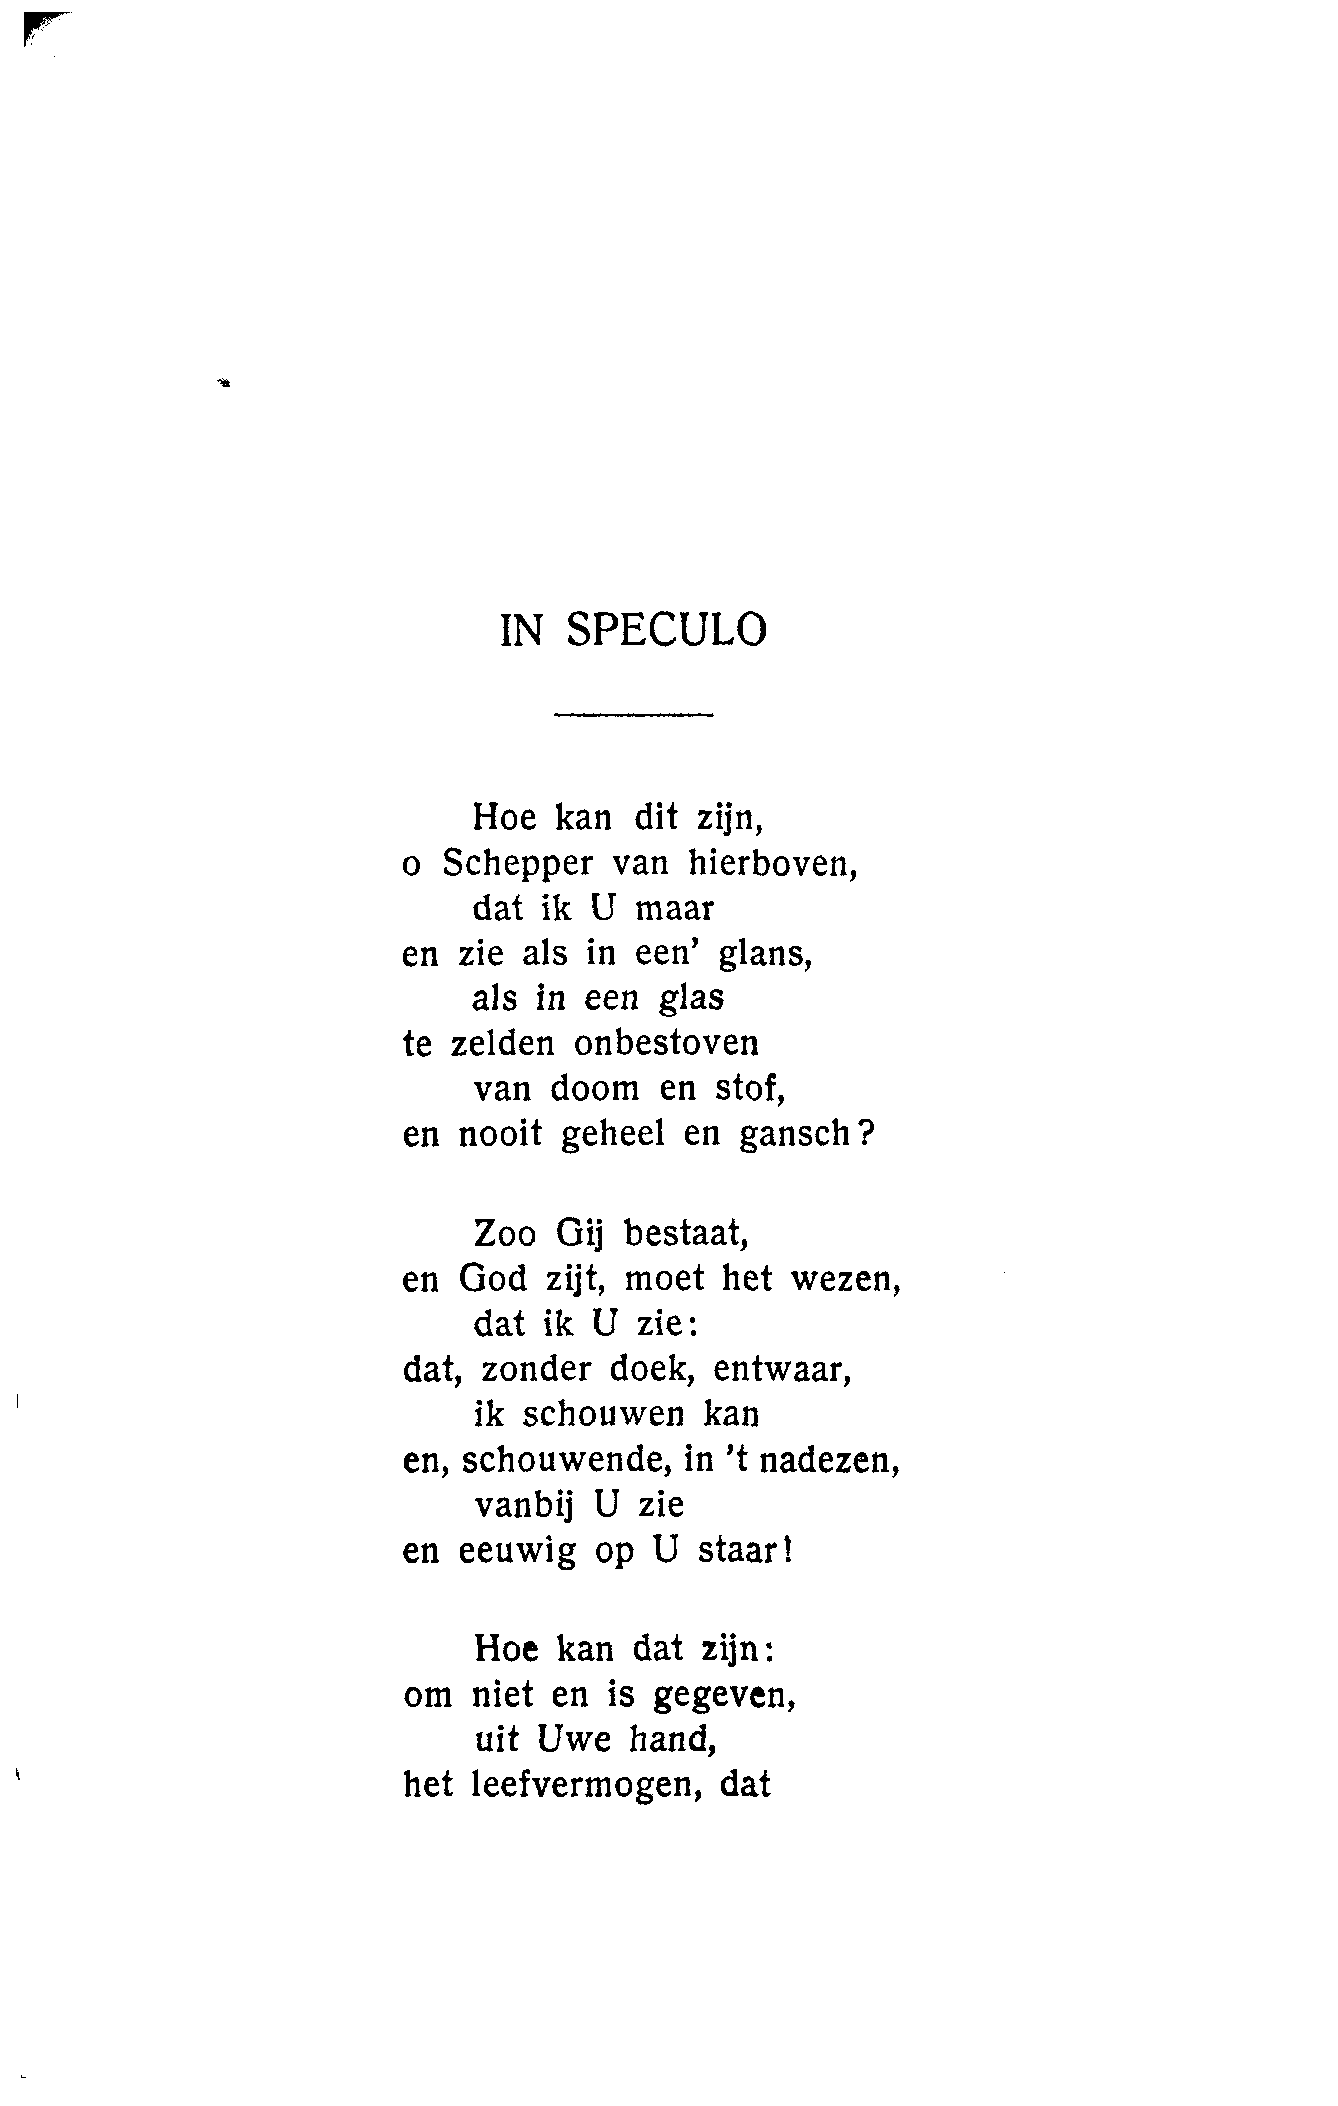 IN SPECULO
Hoe kan dit zijn,
o Schepper van hierboven,
dat ik U maar
en zie als in een' glans,
als in een glas
te zelden onbestoven
van doom en stof,
en nooit geheel en gansch?
Zoo Gij bestaat,
en God zijt, moet het wezen,
dat ik U zie:
dat, zonder doek, entwaar,
ik schouwen kan
en, schouwende, in 't nadezen,
vanbij U zie
en eeuwig op U staar!
Hoe kan dat zijn:
om niet en is gegeven,
uit Uwe hand,
het leefvermogen, dat